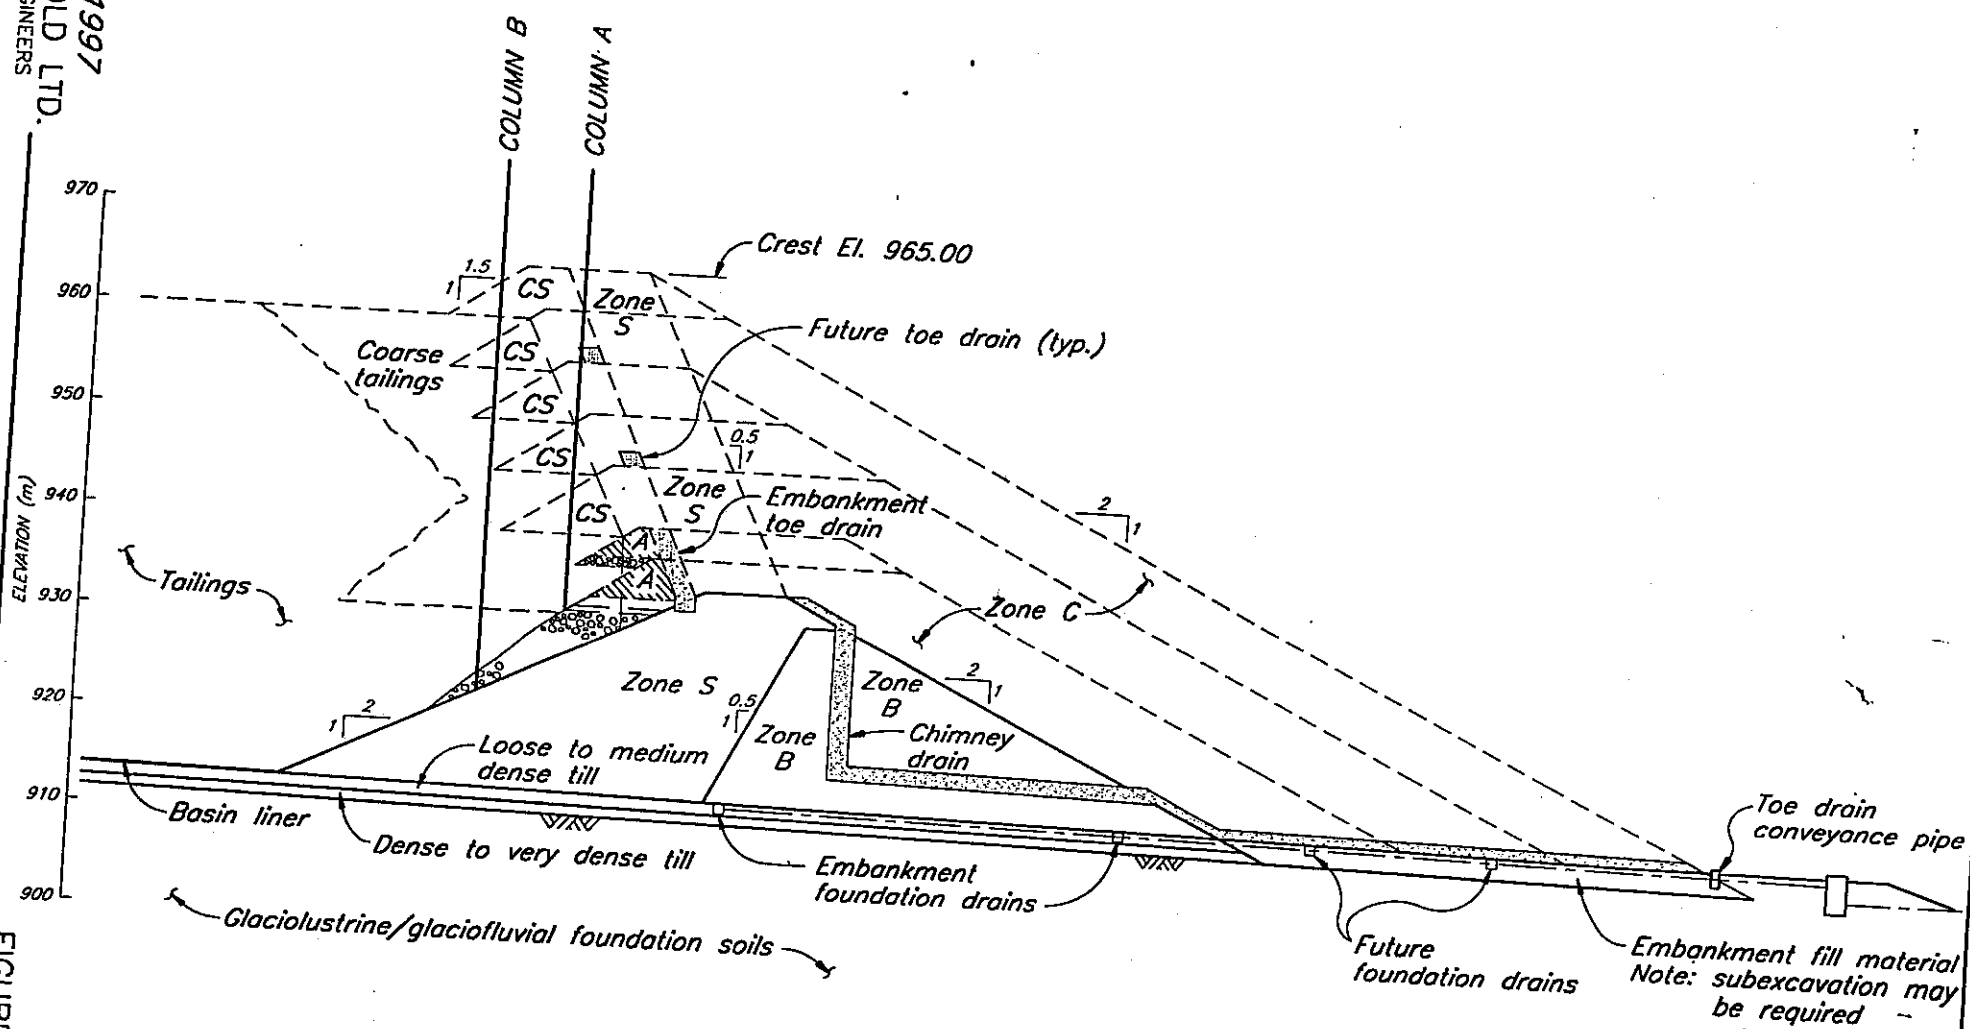 1997
OLD LTD.
GINEERS
COLUMN B
COLUMN A
970
960
950
940
930
920
910
900
ELEVATION (m)
Crest El. 965.00
1.5
1
CS
Zone
S
Future toe drain (typ.)
Coarse
tailings
CS
CS
0.5
1
CS
Zone
S
Embankment
toe drain
CS
2
1
A
A
Tailings
Zone C
Zone S
0.5
1
Zone
B
2
1
2
1
Zone
B
Chimney
drain
Loose to medium
dense till
Basin liner
Dense to very dense till
Embankment
foundation drains
Toe drain
conveyance pipe
Glaciolustrine/glaciofluvial foundation soils
Future
foundation drains
Embankment fill material
Note: subexcavation may
be required